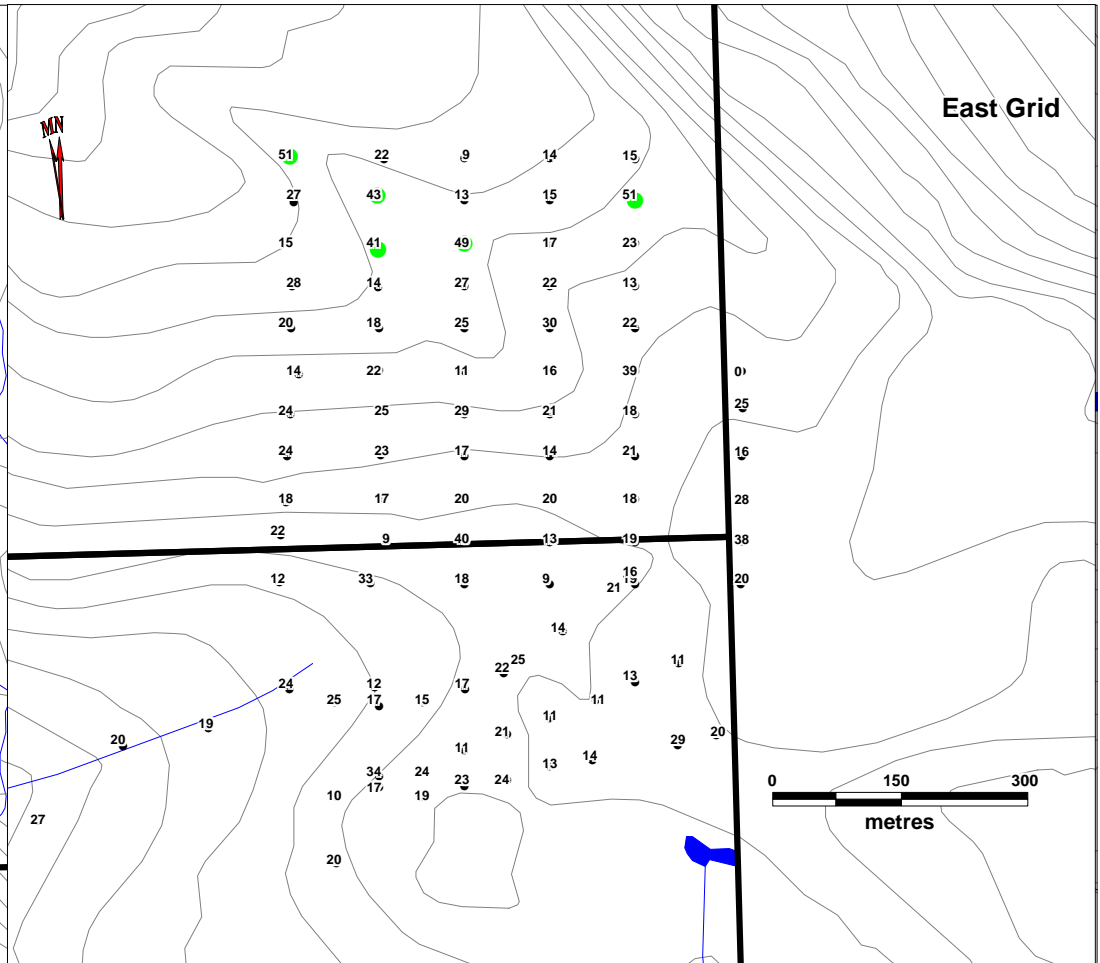 East Grid
MN
51 22 9 14 15
27 43 13 15 51
15 41 49 17 23
28 14 27 22 13
20 18 25 30 22
14 22 11 16 39 0
24 25 29 21 18 25
24 23 17 14 21 16
18 17 20 20 18 28
22 9 40 13 19 38
12 33 18 9 16 19 21 20
14
22 25 11
24 12 17 13
25 17 15 11
19 21 11 20
20 11 29
34 24 13 14
17 23 24
10 19
27
20
0 150 300
metres